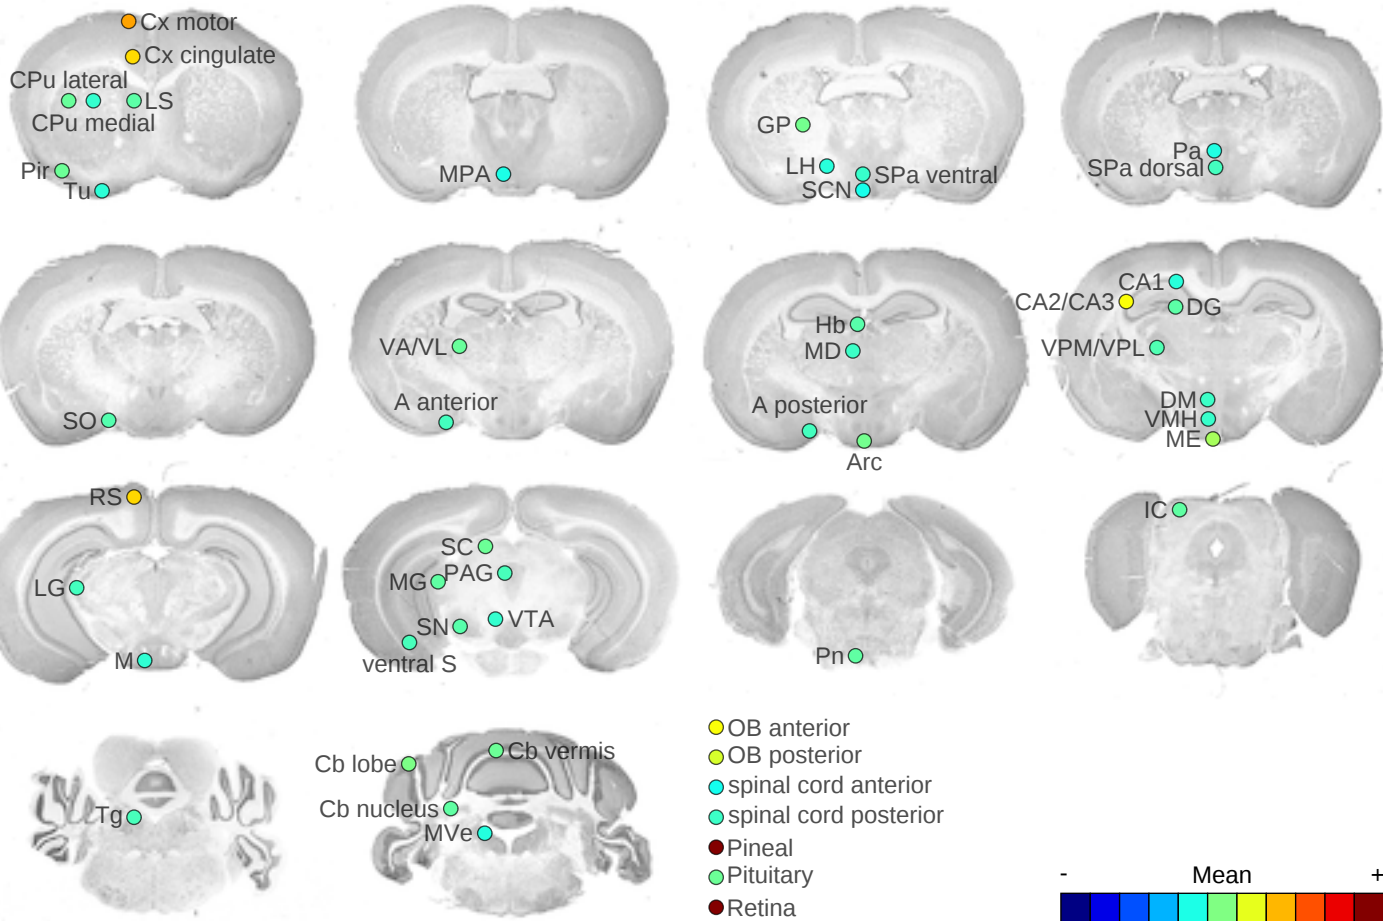 Cx motor
Cx cingulate
CPu lateral
LS
CPu medial
Pir
Tu
MPA
GP
LH
SPa ventral
SCN
Pa
SPa dorsal
SO
VA/VL
A anterior
Hb
MD
A posterior
Arc
CA1
CA2/CA3
DG
VPM/VPL
DM
VMH
ME
RS
LG
M
SC
MG
PAG
SN
VTA
ventral S
Pn
IC
Tg
Cb lobe
Cb vermis
Cb nucleus
MVe
OB anterior
OB posterior
spinal cord anterior
spinal cord posterior
Pineal
Pituitary
Retina
- Mean +